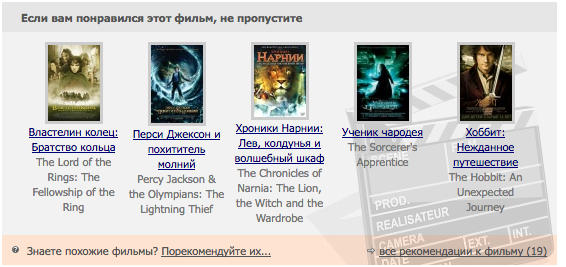 Если вам понравился этот фильм, не пропустите
НАРНИИ
Властелин колец:
Братство кольца
The Lord of the
Rings: The
Fellowship of the
Ring
Перси Джексон и
похититель
молний
Percy Jackson &
the Olympians: The
Lightning Thief
Хроники Нарнии:
Лев, колдунья и
волшебный шкаф
The Chronicles of
Narnia: The Lion,
the Witch and the
Wardrobe
Ученик чародея
The Sorcerer's
Apprentice
Хоббит:
Нежданное
путешествие
The Hobbit: An
Unexpected
Journey
SCENE
PROD.
REALISATEUR
CAMERA
DATE
EXT.
INT.
Знаете похожие фильмы? Порекомендуйте их...
все рекомендации к фильму (19)